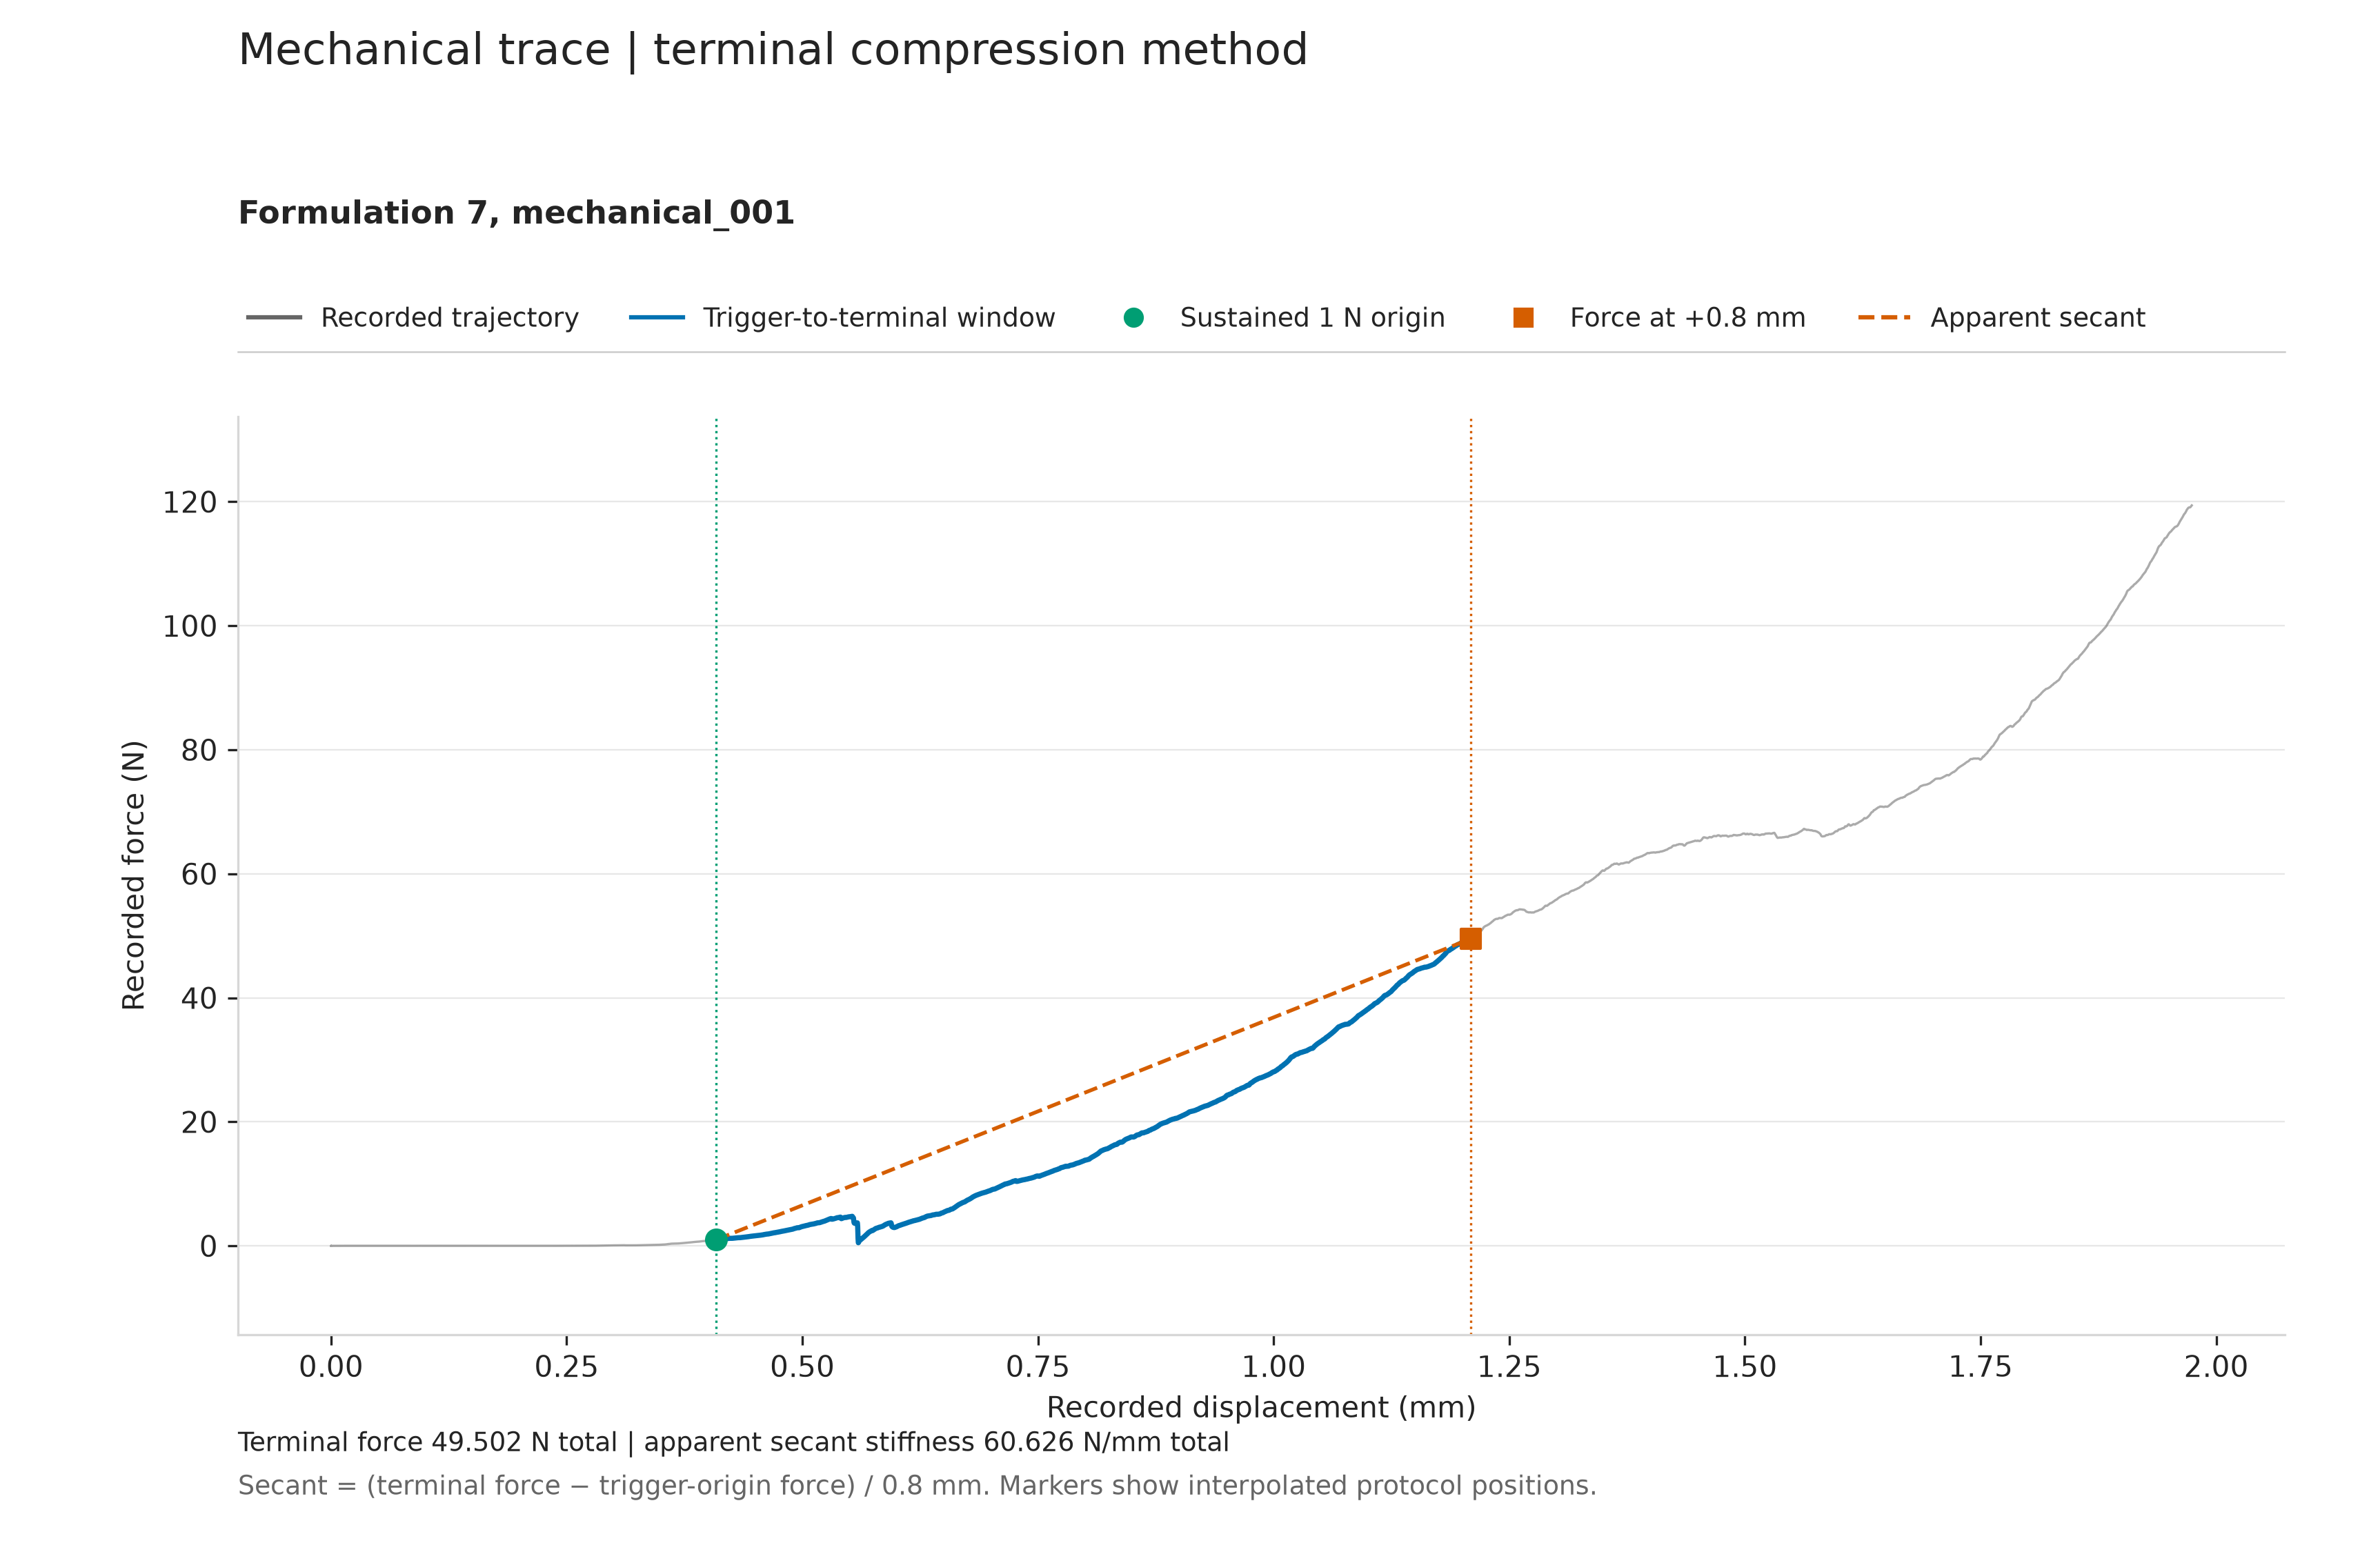 Mechanical trace | terminal compression method
Formulation 7, mechanical_001
Recorded trajectory
Trigger-to-terminal window
Sustained 1 N origin
Force at +0.8 mm
Apparent secant
Recorded force (N)
120
100
80
60
40
20
0
0.00 0.25 0.50 0.75 1.00 1.25 1.50 1.75 2.00
Recorded displacement (mm)
Terminal force 49.502 N total | apparent secant stiffness 60.626 N/mm total
Secant = (terminal force − trigger-origin force) / 0.8 mm. Markers show interpolated protocol positions.